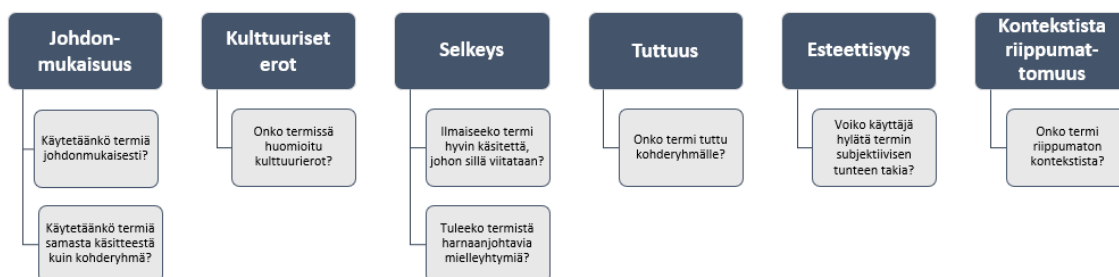 Johdon-
mukaisuus
Käytetäänkö termiä
johdonmukaisesti?
Käytetäänkö termiä
samasta käsitteestä
kuin kohderyhmä?
Kulttuuriset
erot
Onko termissä
huomioitu
kulttuurierot?
Selkeys
Ilmaiseeko termi
hyvin käsitettä,
johon sillä viitataan?
Tuleeko termistä
harnaanjohtavia
mielleyhtymiä?
Tuttuus
Onko termi tuttu
kohderyhmälle?
Esteettisyys
Voiko käyttäjä
hylätä termin
subjektiivisen
tunteen takia?
Kontekstista
riippumat-
tomuus
Onko termi
riippumaton
kontekstista?